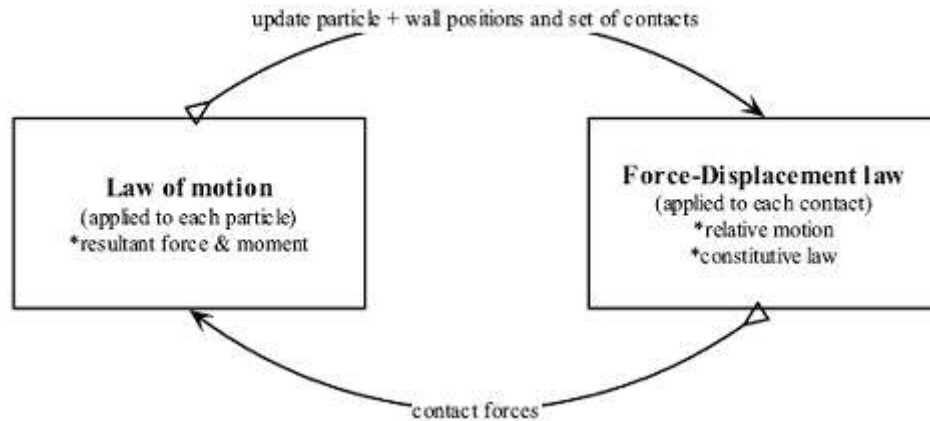 update particle + wall positions and set of contacts
Law of motion
(applied to each particle)
*resultant force & moment
Force-Displacement law
(applied to each contact)
*relative motion
*constitutive law
contact forces